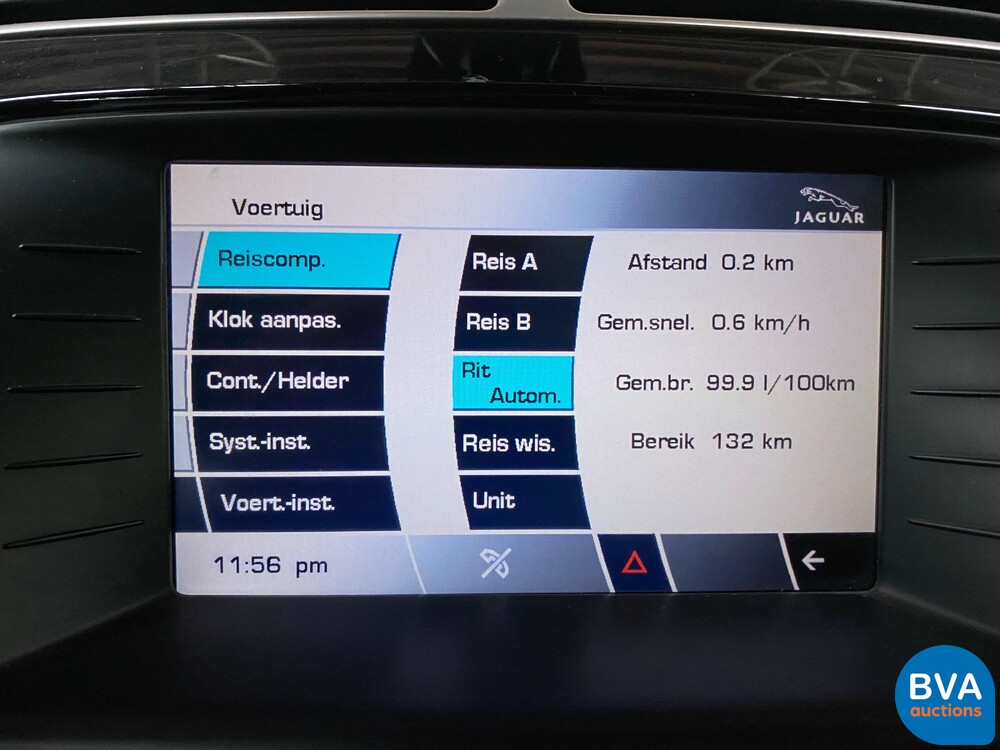 Voertuig
JAGUAR
Reiscomp.
Klok aanpas.
Cont./Helder
Syst.-inst.
Voert.-inst.
Reis A
Reis B
Rit
Autom.
Reis wis.
Unit
Afstand 0.2 km
Gem.snel. 0.6 km/h
Gem.br. 99.9 l/100km
Bereik 132 km
11:56 pm
BVA
auctions